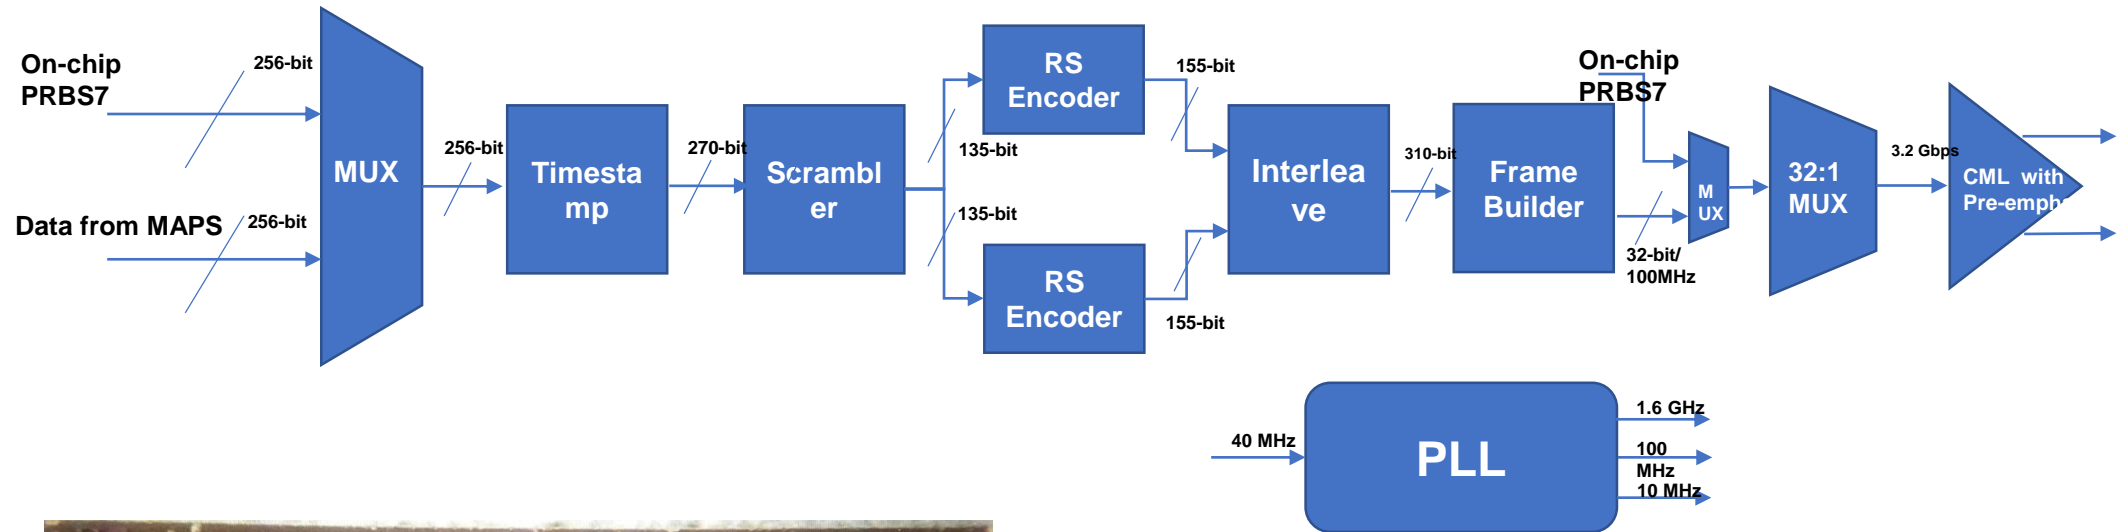 On-chip
PRBS7
256-bit
Data from MAPS
256-bit
MUX
256-bit
Timesta
mp
270-bit
Scrambl
er
135-bit
135-bit
RS
Encoder
155-bit
RS
Encoder
155-bit
Interlea
ve
310-bit
Frame
Builder
On-chip
PRBS7
32-bit/
100MHz
M
UX
32:1
MUX
3.2 Gbps
CML with
Pre-empha
40 MHz
PLL
1.6 GHz
100
MHz
10 MHz